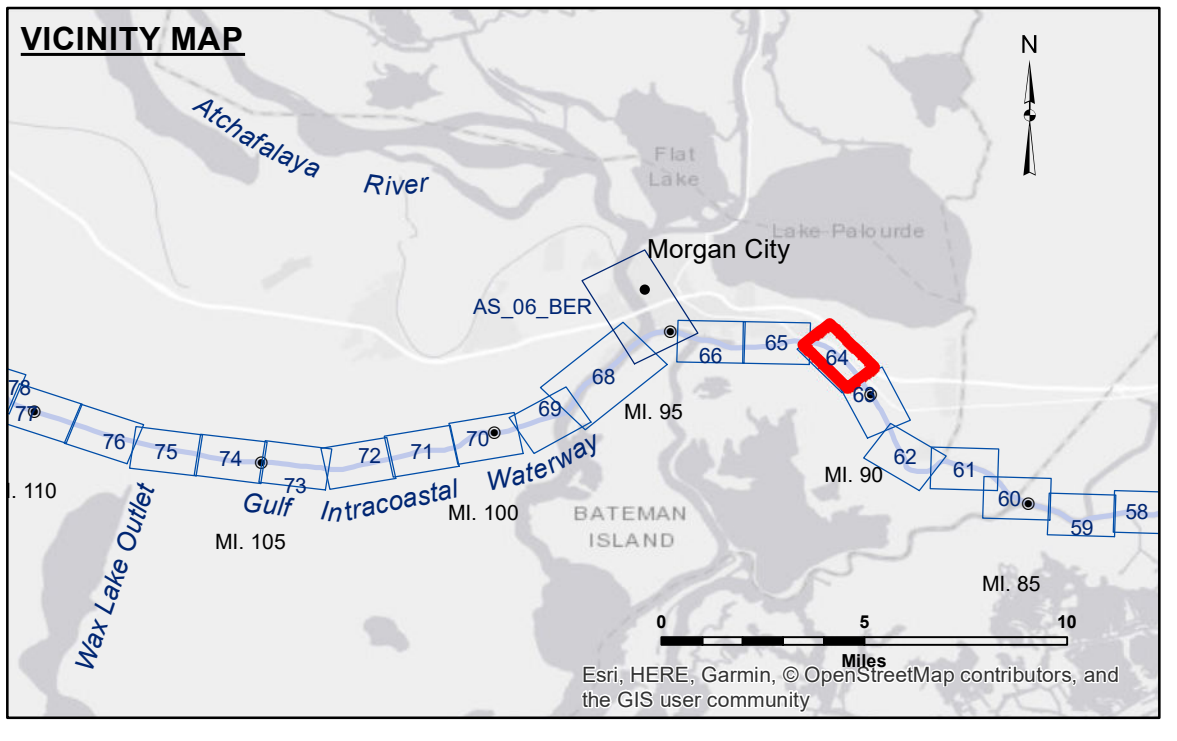 VICINITY MAP
N
Atchafalaya
River
Flat
Lake
Lake Palourde
Morgan City
AS_06_BER
66
65
64
63
68
MI. 95
69
78
77
76
75
74
73
72
71
70
62
61
60
59
58
MI. 90
I. 110
Gulf Intracoastal Waterway
MI. 100
MI. 105
Wax Lake Outlet
BATEMAN
ISLAND
MI. 85
0 5 10
Miles
Esri, HERE, Garmin, © OpenStreetMap contributors, and
the GIS user community